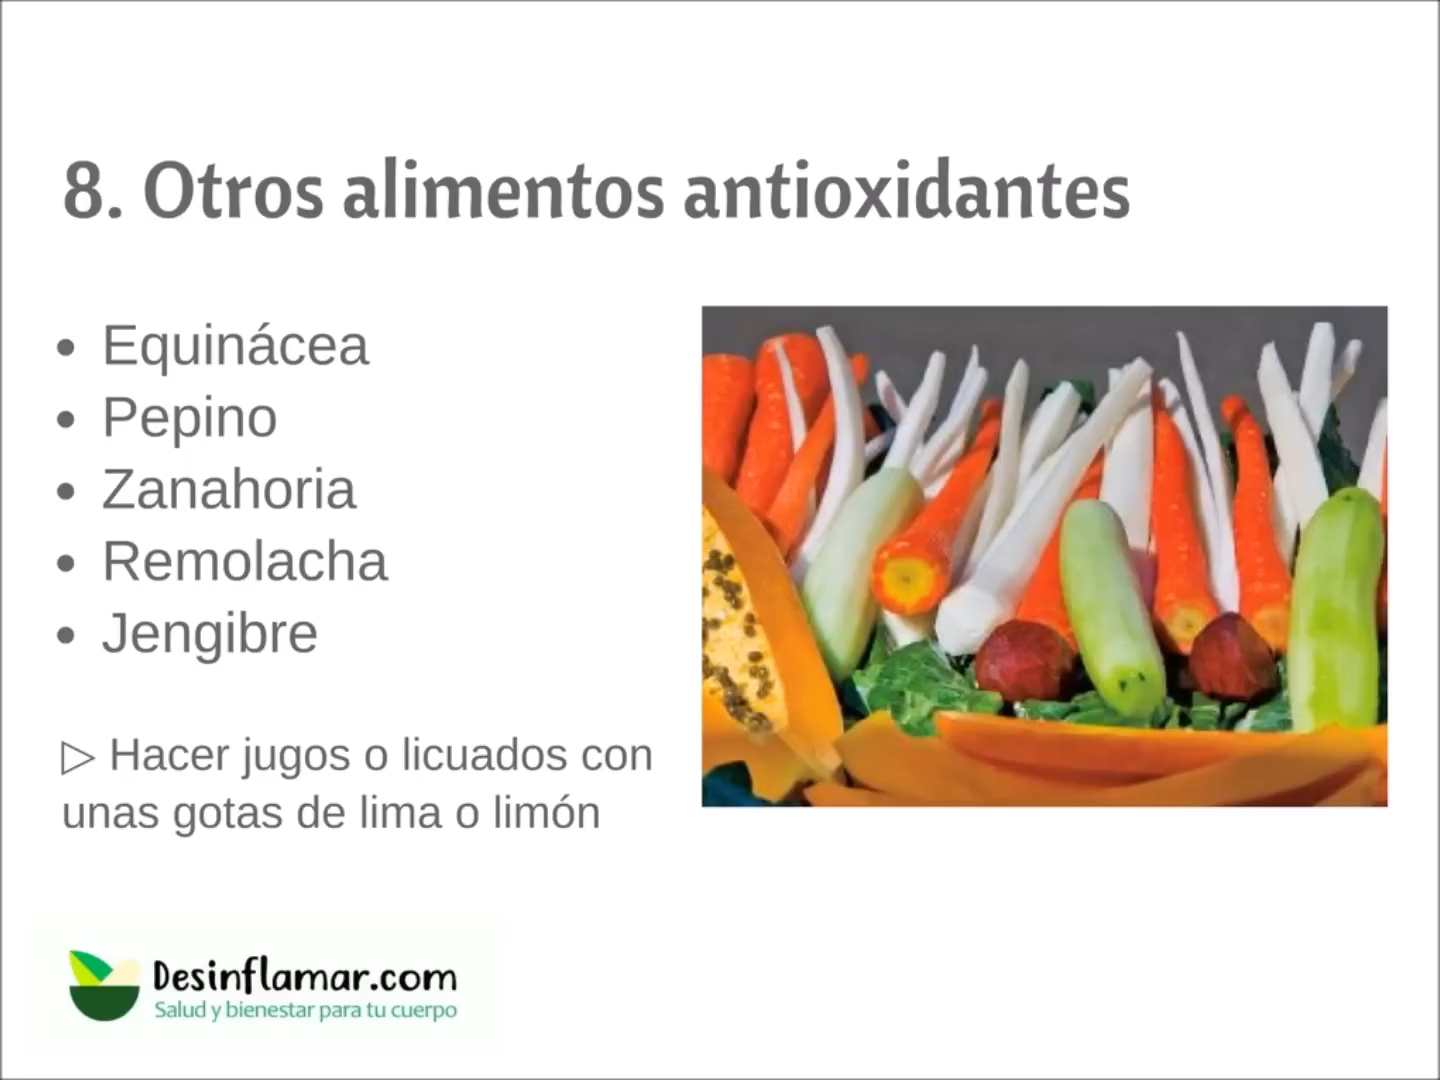 8. Otros alimentos antioxidantes
• Equinácea
• Pepino
• Zanahoria
• Remolacha
• Jengibre
▷ Hacer jugos o licuados con
unas gotas de lima o limón
Desinflamar.com
Salud y bienestar para tu cuerpo